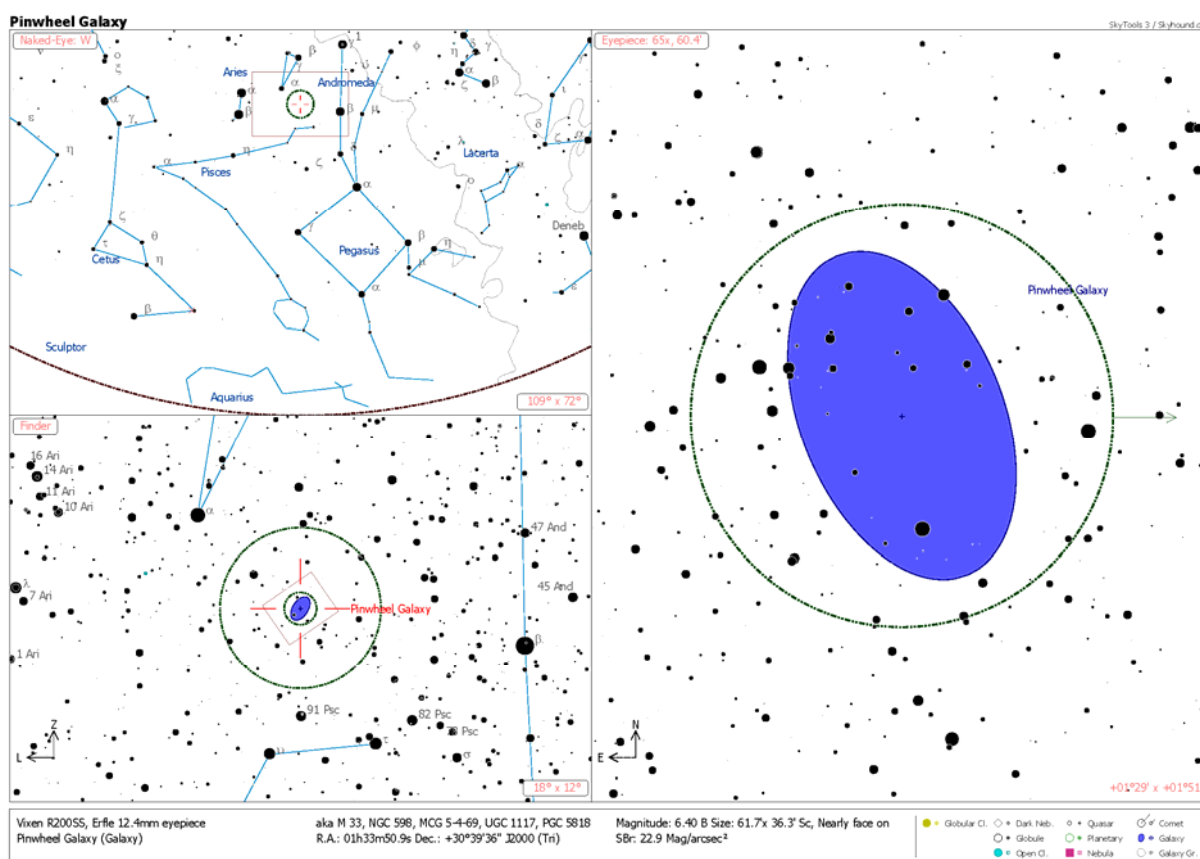 Pinwheel Galaxy
SkyTools 3 / Skyhound.c
Naked-Eye: W
Aries
Andromeda
Pisces
Lacerta
Deneb
Pegasus
Cetus
Sculptor
Aquarius
109° x 72°
α
β
γ
ζ
τ
θ
η
Eyepiece: 65x, 60.4'
Pinwheel Galaxy
N
E
+01°29' x +01°51
Finder
16 Ari
14 Ari
11 Ari
10 Ari
λ
7 Ari
1 Ari
α
47 And
45 And
β
Pinwheel Galaxy
91 Psc
82 Psc
Psc
υ
τ
σ
Z
L
18° x 12°
Vixen R200SS, Erfle 12.4mm eyepiece
Pinwheel Galaxy (Galaxy)
aka M 33, NGC 598, MCG 5-4-69, UGC 1117, PGC 5818
R.A.: 01h33m50.9s Dec.: +30°39'36" J2000 (Tri)
Magnitude: 6.40 B Size: 61.7'x 36.3' Sc, Nearly face on
SBr: 22.9 Mag/arcsec²
Globular Cl. Dark Neb. Quasar Comet
Globule Planetary Galaxy
Open Cl. Nebula Galaxy Gr.